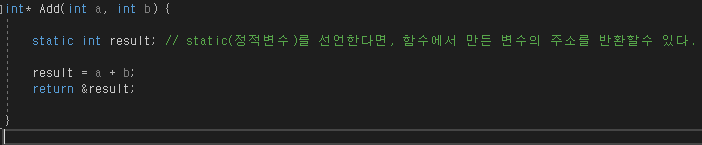 int* Add(int a, int b) {
static int result; // static(정적변수)를 선언한다면, 함수에서 만든 변수의 주소를 반환할수 있다.
result = a + b;
return &result;
}